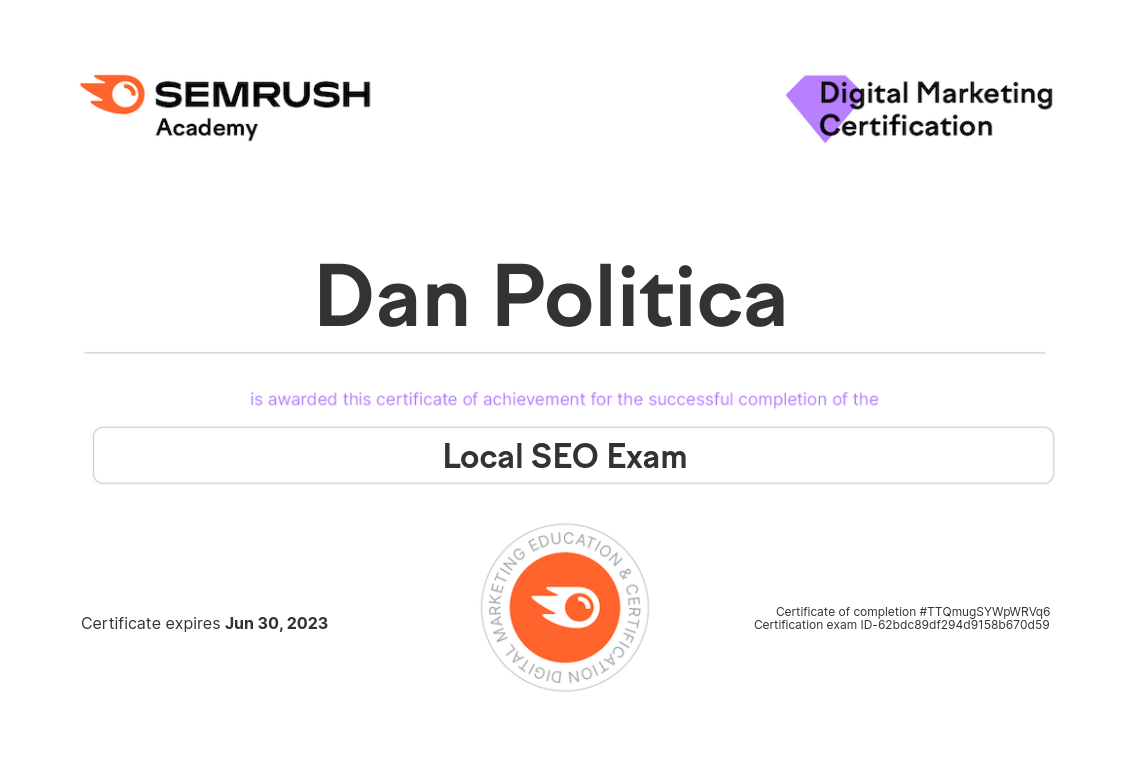 SEMRUSH
Academy
Digital Marketing
Certification
Dan Politica
is awarded this certificate of achievement for the successful completion of the
Local SEO Exam
DIGITAL MARKETING EDUCATION & CERTIFICATION
Certificate expires Jun 30, 2023
Certificate of completion #TTQmugSYWpWRVq6
Certification exam ID-62bdc89df294d9158b670d59